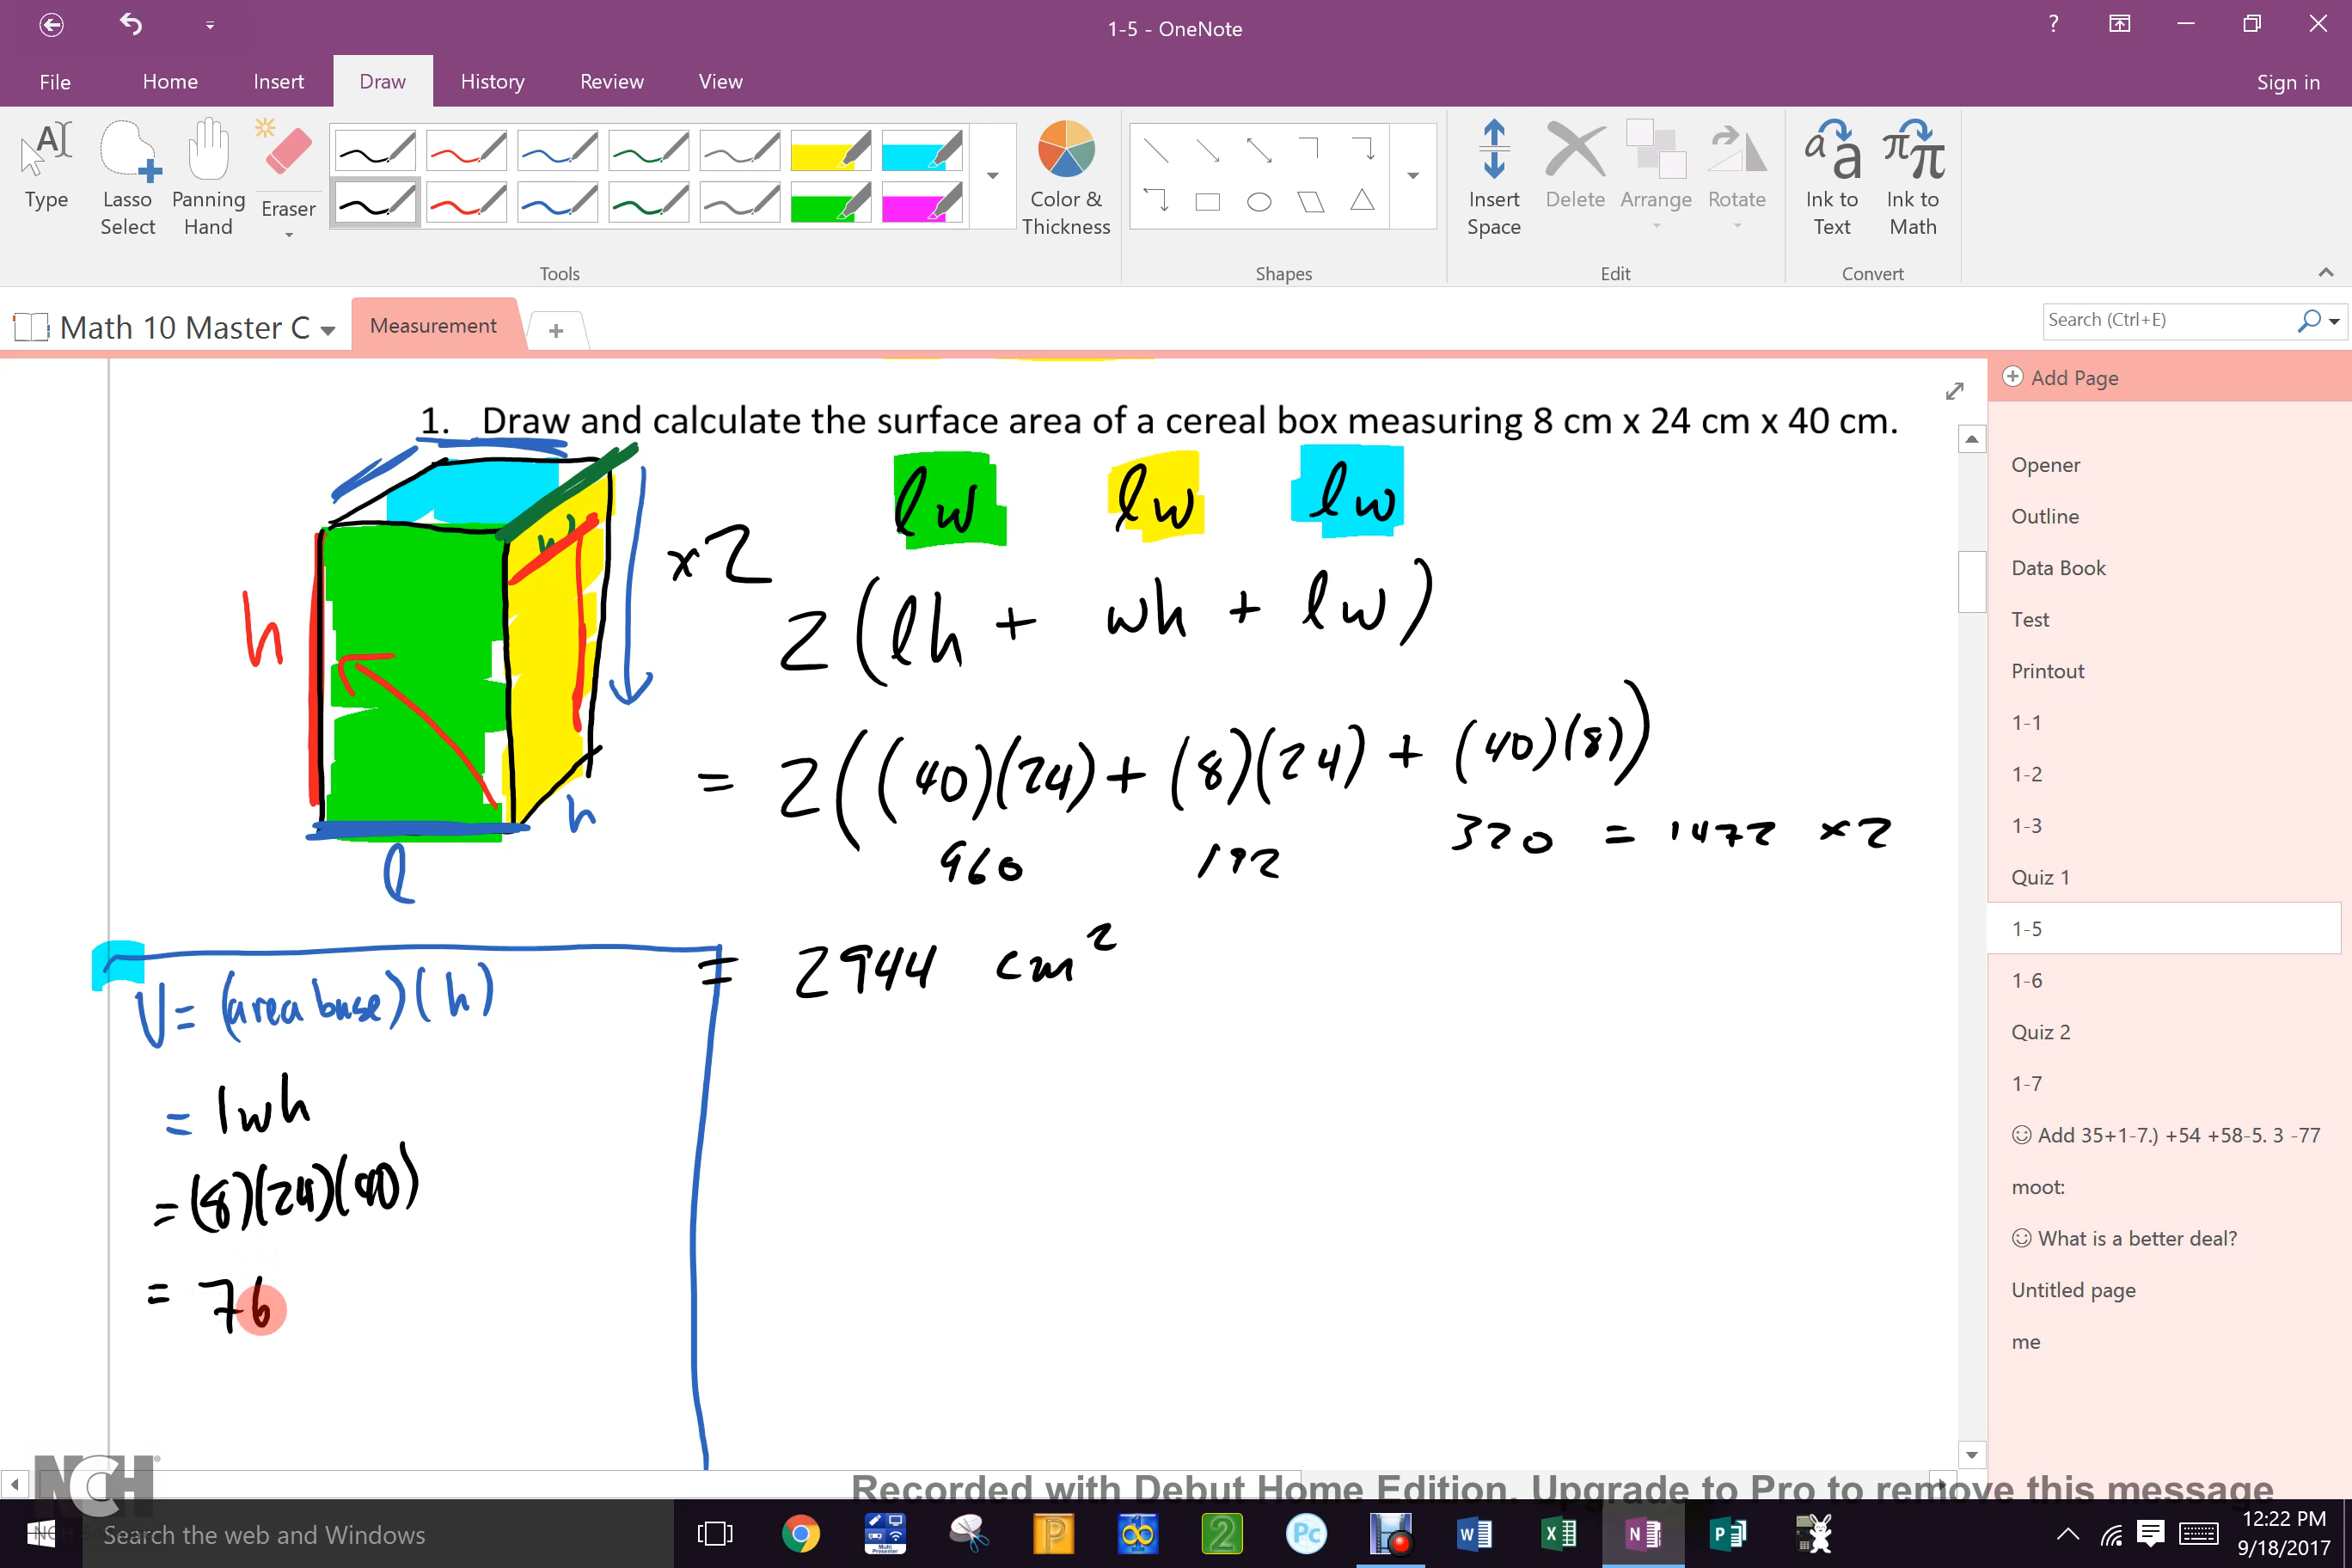 1-5 - OneNote
?
File Home Insert Draw History Review View Sign in
Type
Lasso Select
Panning Hand
Eraser
Color & Thickness
Insert Space
Delete
Arrange
Rotate
Ink to Text
Ink to Math
Tools
Shapes
Edit
Convert
Math 10 Master C
Measurement
+
Search (Ctrl+E)
Add Page
Opener
Outline
Data Book
Test
Printout
1-1
1-2
1-3
Quiz 1
1-5
1-6
Quiz 2
1-7
☺ Add 35+1-7.) +54 +58-5. 3 -77
moot:
☺ What is a better deal?
Untitled page
me
1. Draw and calculate the surface area of a cereal box measuring 8 cm x 24 cm x 40 cm.
lw lw lw
×2
2(lh + wh + lw)
h
w
= 2((40)(24) + (8)(24) + (40)(8))
h
960 192 320 = 1472 ×2
l
= 2944 cm²
V = (area base)(h)
= lwh
= (8)(24)(40)
= 76
NCH
Recorded with Debut Home Edition. Upgrade to Pro to remove this message
Search the web and Windows
12:22 PM
9/18/2017